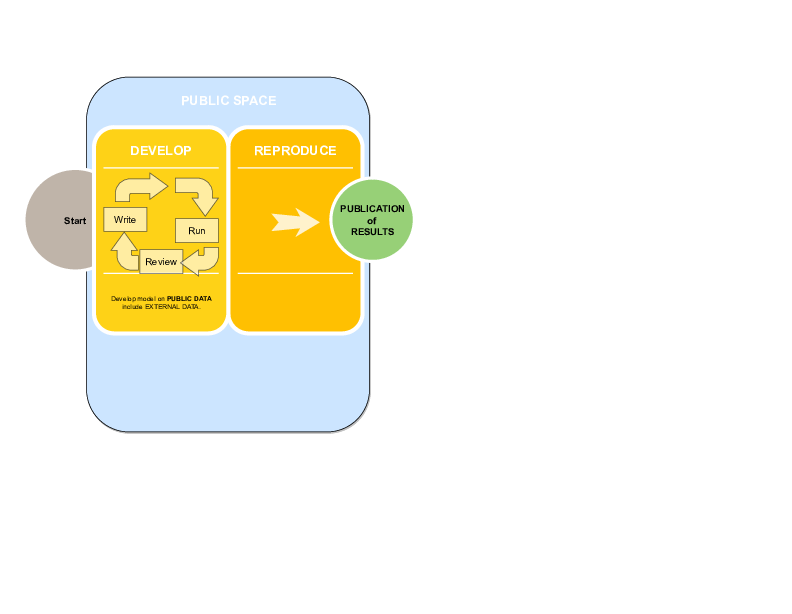 PUBLIC SPACE
DEVELOP
REPRODUCE
Start
Write
Run
Review
Develop model on PUBLIC DATA
include EXTERNAL DATA.
PUBLICATION
of
RESULTS